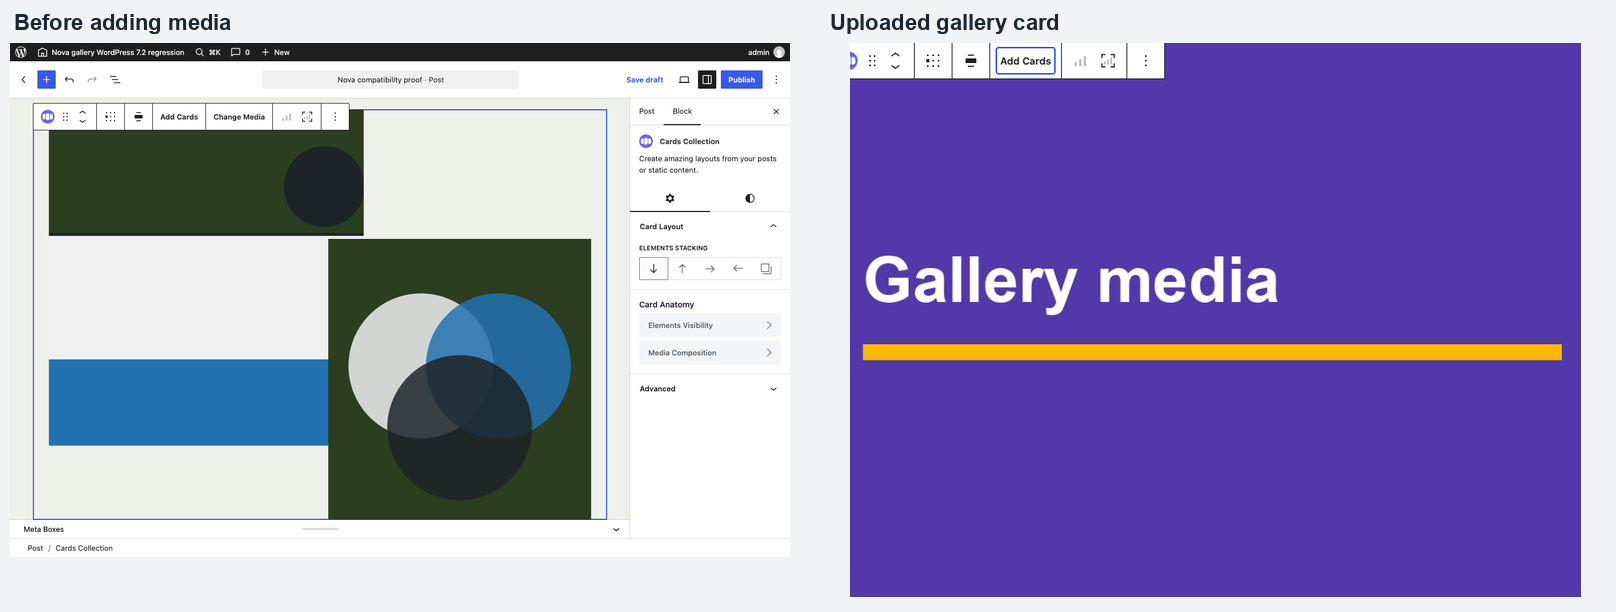 Before adding media
Uploaded gallery card
Nova gallery WordPress 7.2 regression
⌘K
0
New
admin
Nova compatibility proof · Post
Save draft
Publish
Add Cards
Change Media
Post
Block
Cards Collection
Create amazing layouts from your posts
or static content.
Card Layout
ELEMENTS STACKING
Card Anatomy
Elements Visibility
Media Composition
Advanced
Meta Boxes
Post / Cards Collection
Add Cards
Gallery media